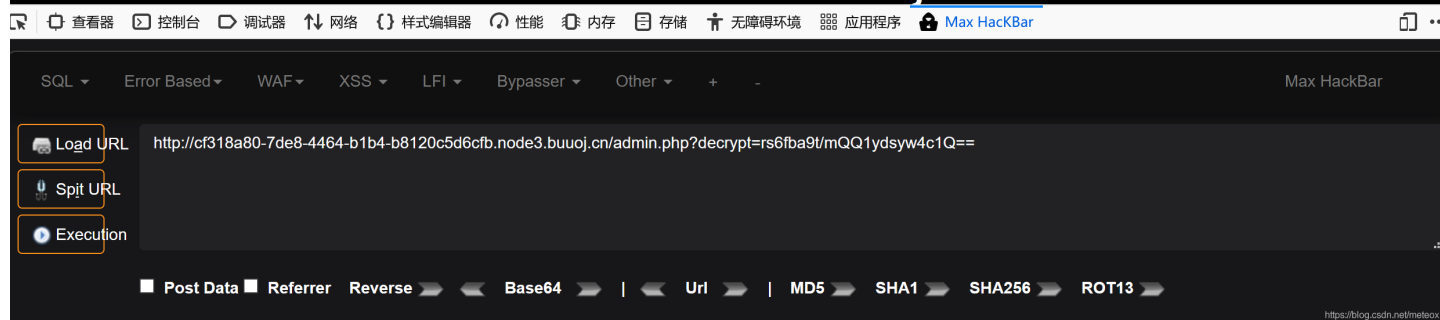 查看器 控制台 调试器 网络 {} 样式编辑器 性能 内存 存储 无障碍环境 应用程序 Max HacKBar
SQL Error Based WAF XSS LFI Bypasser Other + - Max HackBar
Load URL http://cf318a80-7de8-4464-b1b4-b8120c5d6cfb.node3.buuoj.cn/admin.php?decrypt=rs6fba9t/mQQ1ydsyw4c1Q==
Spit URL
Execution
Post Data Referrer Reverse Base64 | Url | MD5 SHA1 SHA256 ROT13
https://blog.csdn.net/meteox